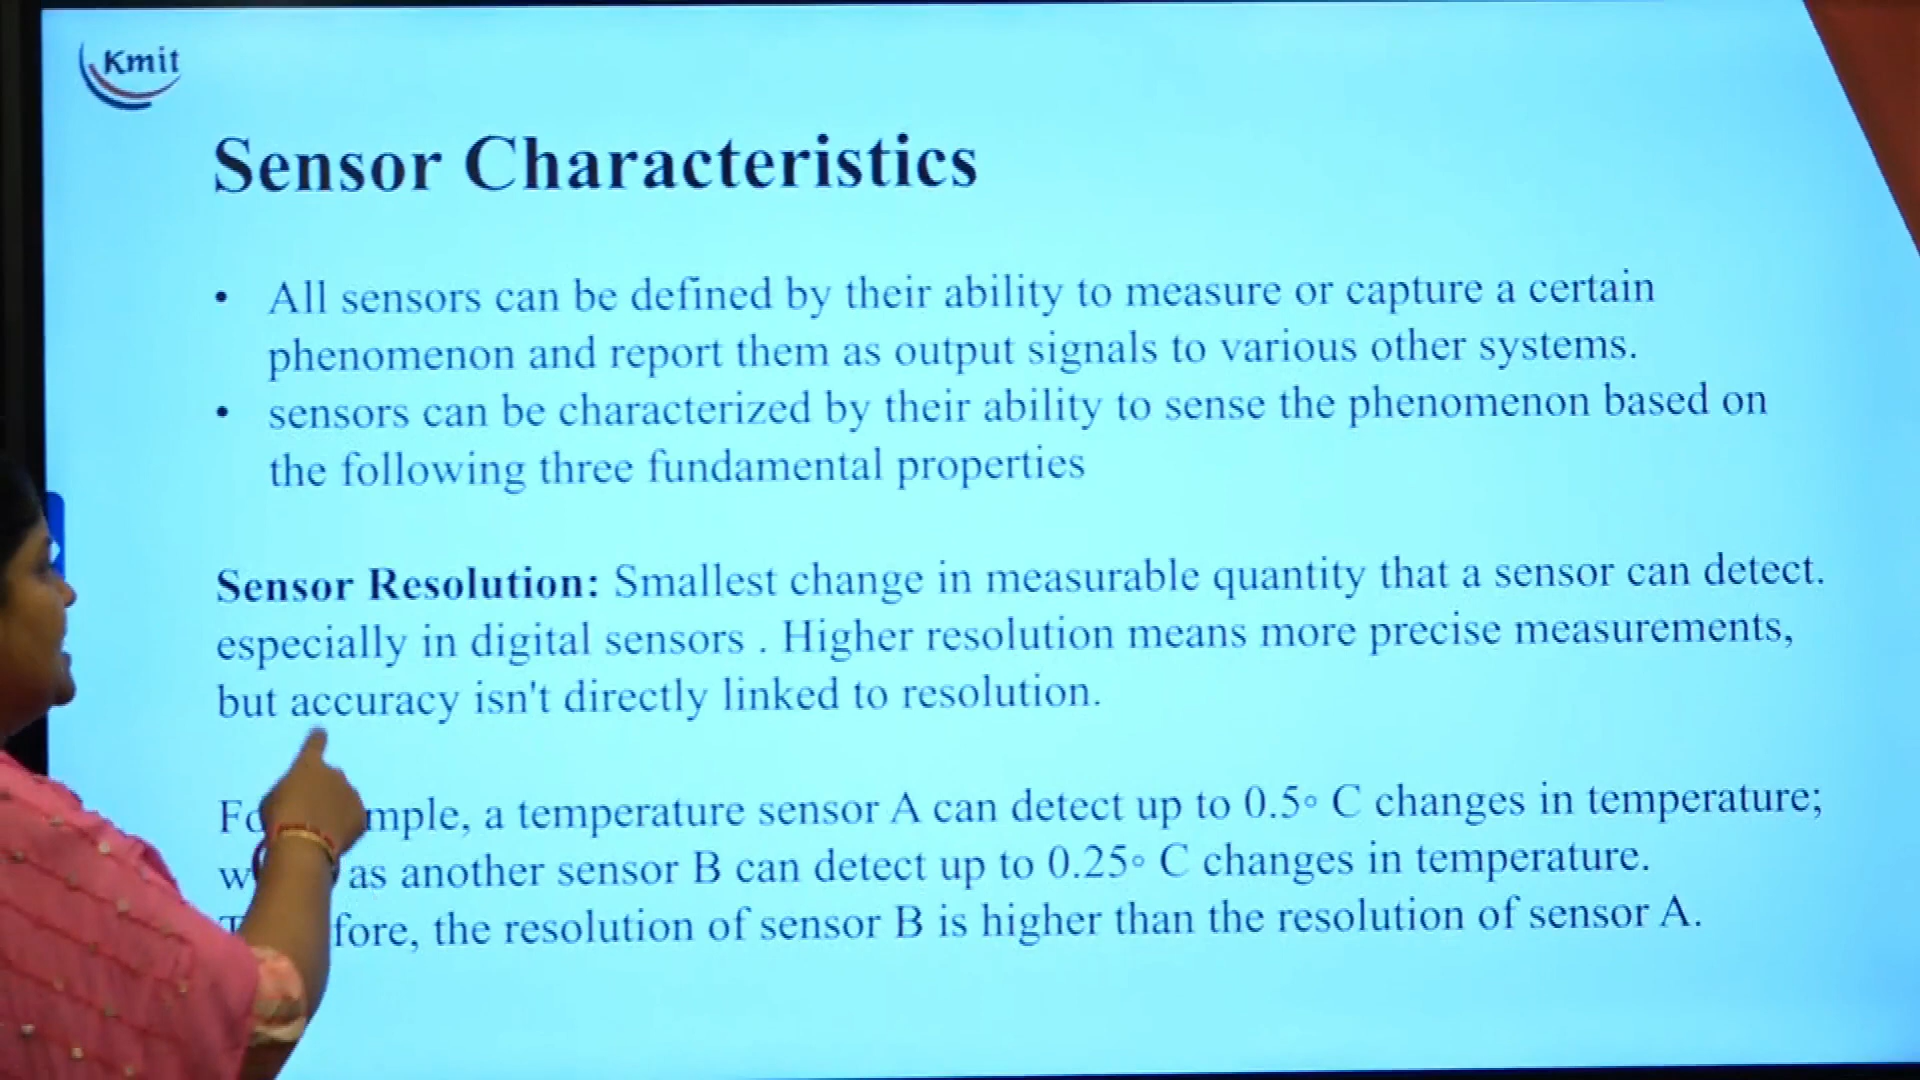 Kmit
Sensor Characteristics
• All sensors can be defined by their ability to measure or capture a certain
phenomenon and report them as output signals to various other systems.
• sensors can be characterized by their ability to sense the phenomenon based on
the following three fundamental properties
Sensor Resolution: Smallest change in measurable quantity that a sensor can detect.
especially in digital sensors . Higher resolution means more precise measurements,
but accuracy isn't directly linked to resolution.
a temperature sensor A can detect up to 0.5◦ C changes in temperature;
as another sensor B can detect up to 0.25◦ C changes in temperature.
the resolution of sensor B is higher than the resolution of sensor A.